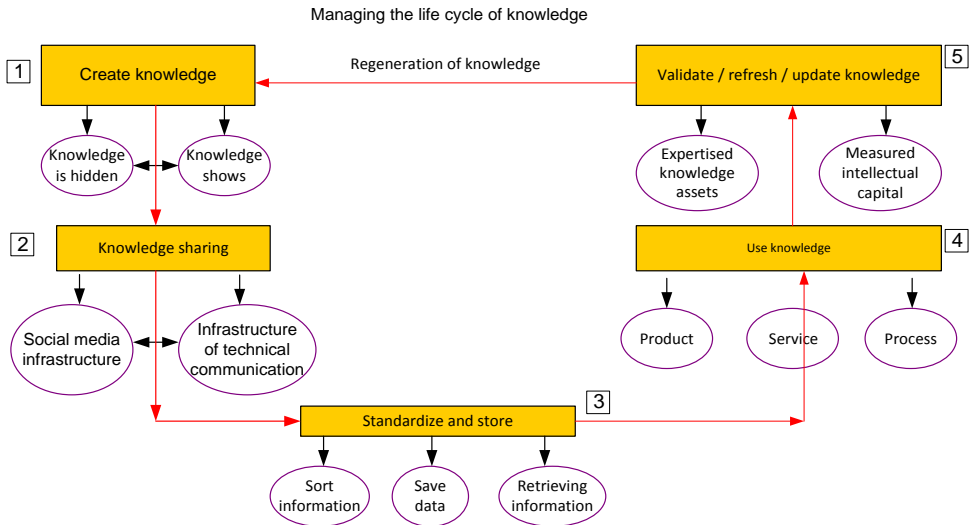 Managing the life cycle of knowledge
1
Create knowledge
Regeneration of knowledge
5
Validate / refresh / update knowledge
Knowledge
is hidden
Knowledge
shows
Expertised
knowledge
assets
Measured
intellectual
capital
2
Knowledge sharing
4
Use knowledge
Social media
infrastructure
Infrastructure
of technical
communication
Product
Service
Process
3
Standardize and store
Sort
information
Save
data
Retrieving
information